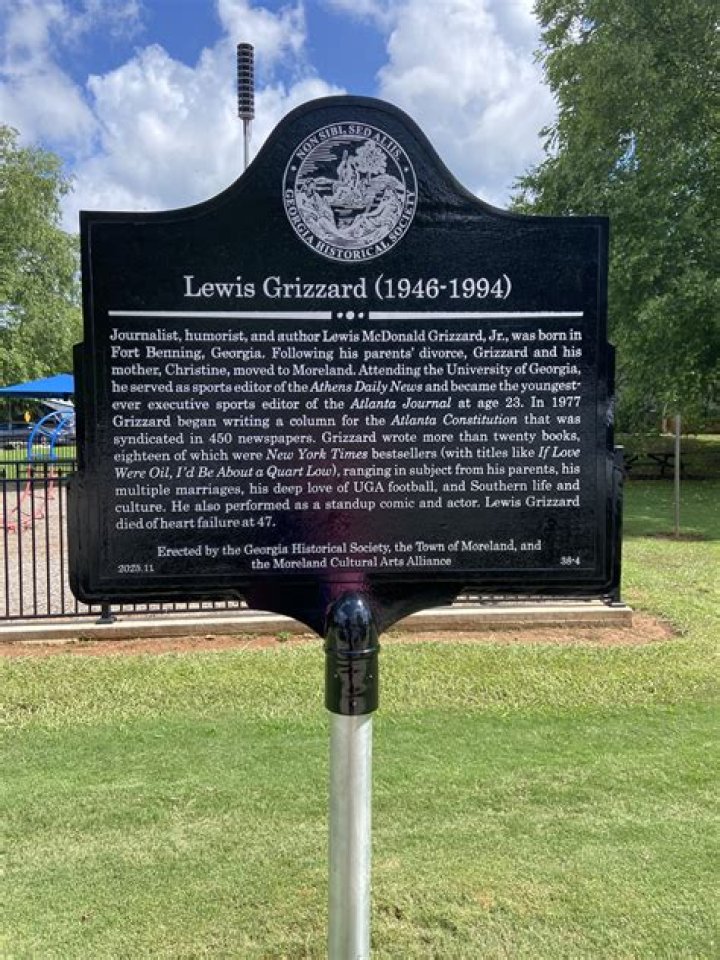 NON SIBI, SED ALIIS
GEORGIA HISTORICAL SOCIETY
Lewis Grizzard (1946-1994)
Journalist, humorist, and author Lewis McDonald Grizzard, Jr., was born in
Fort Benning, Georgia. Following his parents' divorce, Grizzard and his
mother, Christine, moved to Moreland. Attending the University of Georgia,
he served as sports editor of the Athens Daily News and became the youngest-
ever executive sports editor of the Atlanta Journal at age 23. In 1977
Grizzard began writing a column for the Atlanta Constitution that was
syndicated in 450 newspapers. Grizzard wrote more than twenty books,
eighteen of which were New York Times bestsellers (with titles like If Love
Were Oil, I'd Be About a Quart Low), ranging in subject from his parents, his
multiple marriages, his deep love of UGA football, and Southern life and
culture. He also performed as a standup comic and actor. Lewis Grizzard
died of heart failure at 47.
Erected by the Georgia Historical Society, the Town of Moreland, and
the Moreland Cultural Arts Alliance
2025.11
38-4